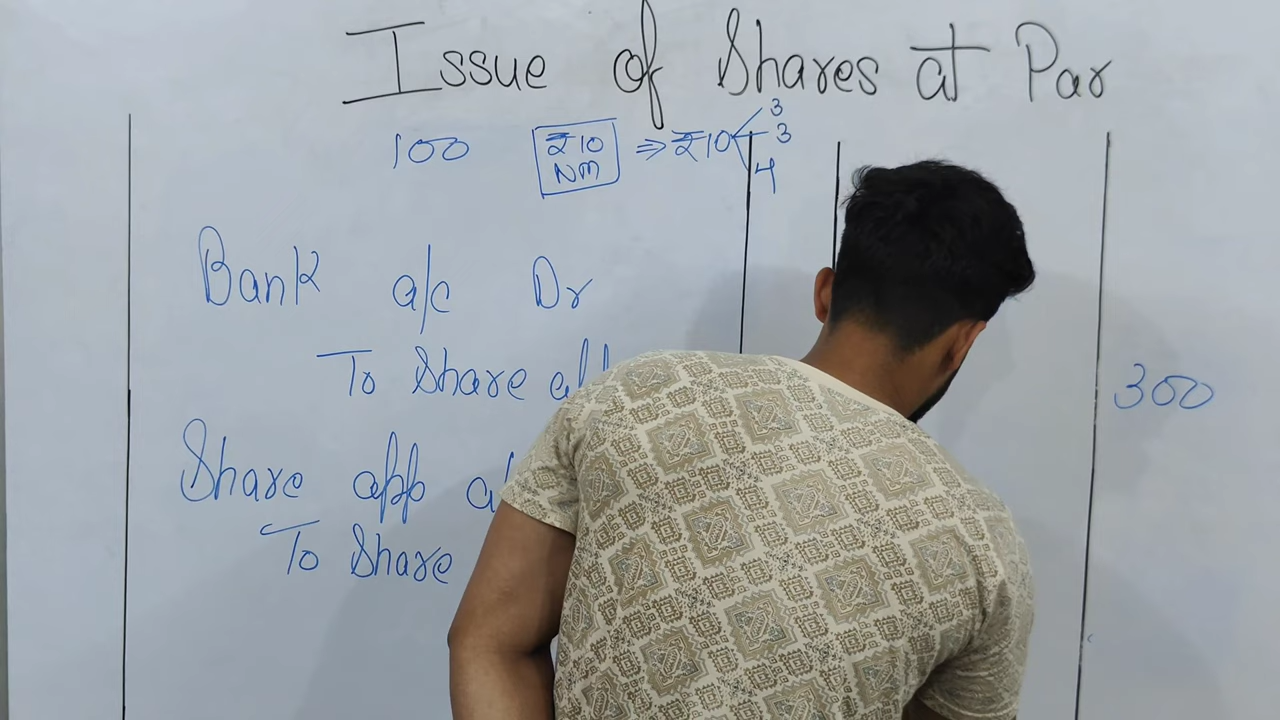 Issue of Shares at Par
100 ₹10 NM ⇒ ₹10 3 3 4
Bank a/c Dr
To Share
300
Share app
To Share